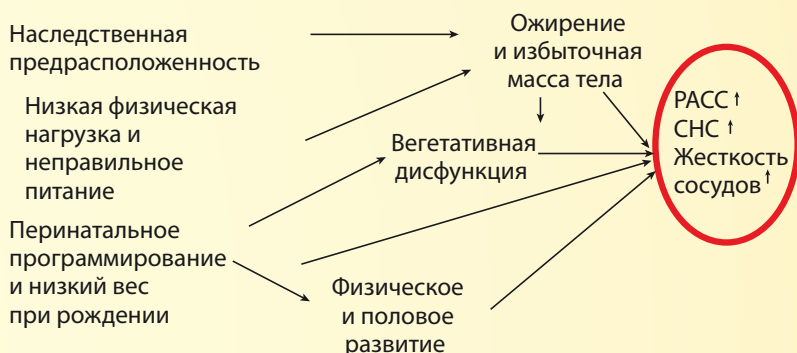 Наследственная
предрасположенность
Низкая физическая
нагрузка и
неправильное
питание
Перинатальное
программирование
и низкий вес
при рождении
Ожирение
и избыточная
масса тела
Вегетативная
дисфункция
Физическое
и половое
развитие
РАСС ↑
СНС ↑
Жесткость
сосудов ↑